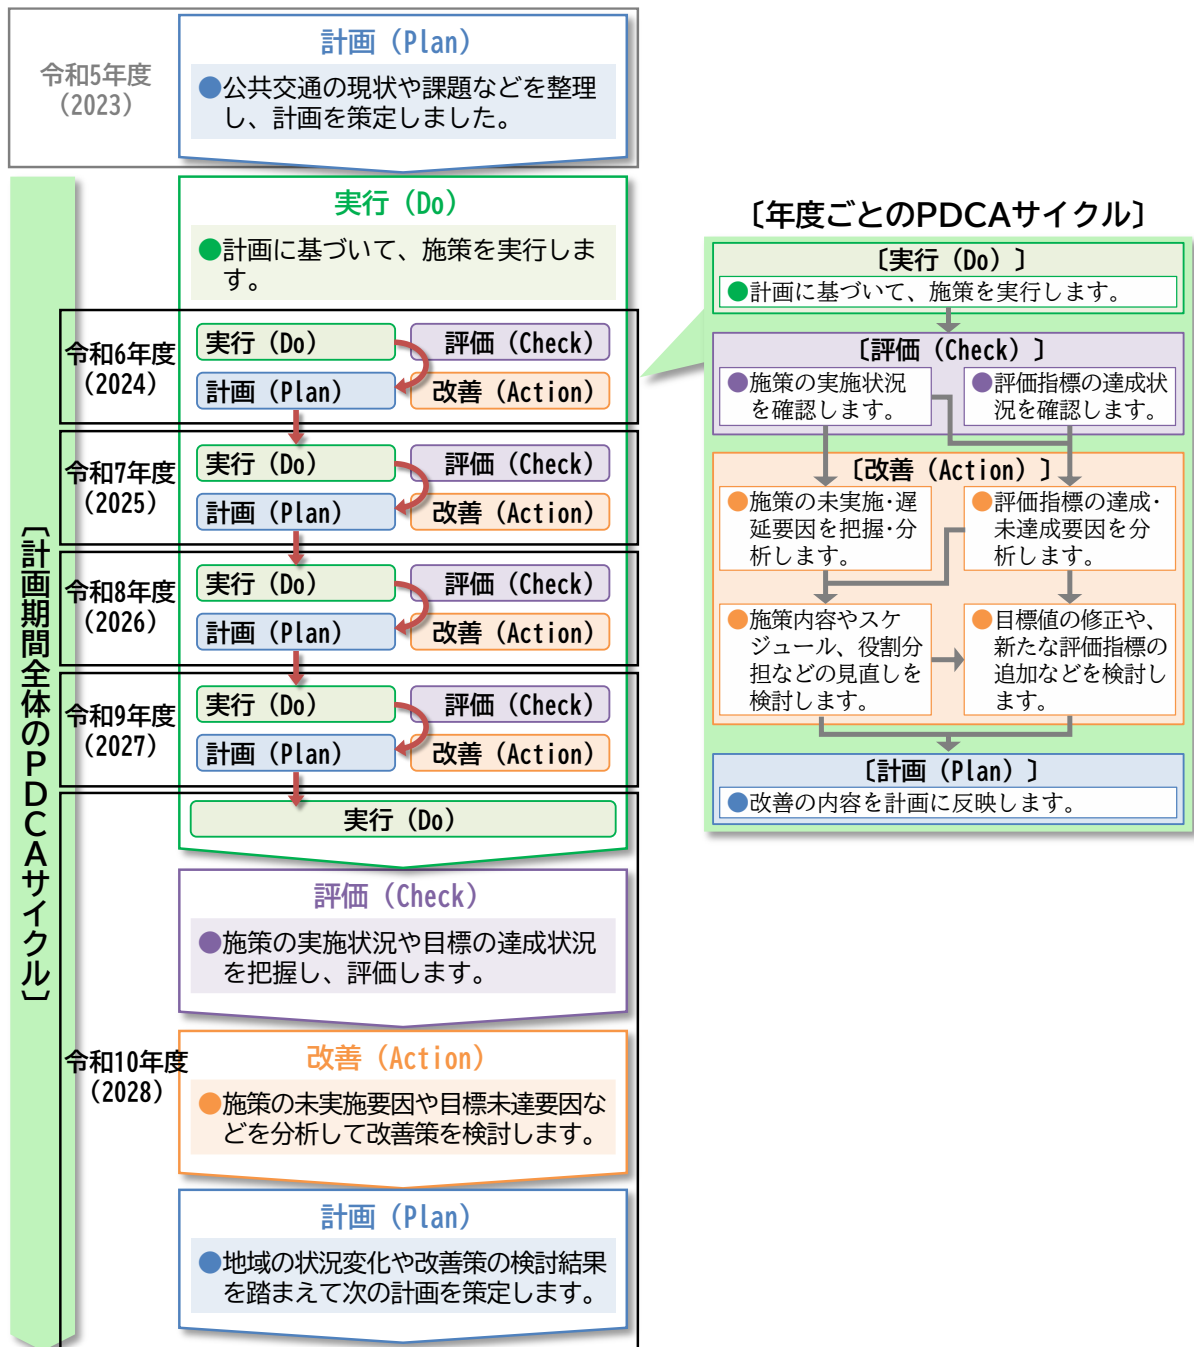 令和5年度
(2023)
計画(Plan)
●公共交通の現状や課題などを整理
し、計画を策定しました。
〔計画期間全体のPDCAサイクル〕
実行(Do)
●計画に基づいて、施策を実行しま
す。
令和6年度
(2024)
実行(Do)
評価(Check)
計画(Plan)
改善(Action)
令和7年度
(2025)
実行(Do)
評価(Check)
計画(Plan)
改善(Action)
令和8年度
(2026)
実行(Do)
評価(Check)
計画(Plan)
改善(Action)
令和9年度
(2027)
実行(Do)
評価(Check)
計画(Plan)
改善(Action)
令和10年度
(2028)
実行(Do)
評価(Check)
●施策の実施状況や目標の達成状況
を把握し、評価します。
改善(Action)
●施策の未実施要因や目標未達要因な
どを分析して改善策を検討します。
計画(Plan)
●地域の状況変化や改善策の検討結果
を踏まえて次の計画を策定します。
〔年度ごとのPDCAサイクル〕
〔実行(Do)〕
●計画に基づいて、施策を実行します。
〔評価(Check)〕
●施策の実施状況
を確認します。
●評価指標の達成状
況を確認します。
〔改善(Action)〕
●施策の未実施・遅
延要因を把握・分
析します。
●評価指標の達成・
未達成要因を分
析します。
●施策内容やスケ
ジュール、役割分
担などの見直しを
検討します。
●目標値の修正や、
新たな評価指標の
追加などを検討し
ます。
〔計画(Plan)〕
●改善の内容を計画に反映します。